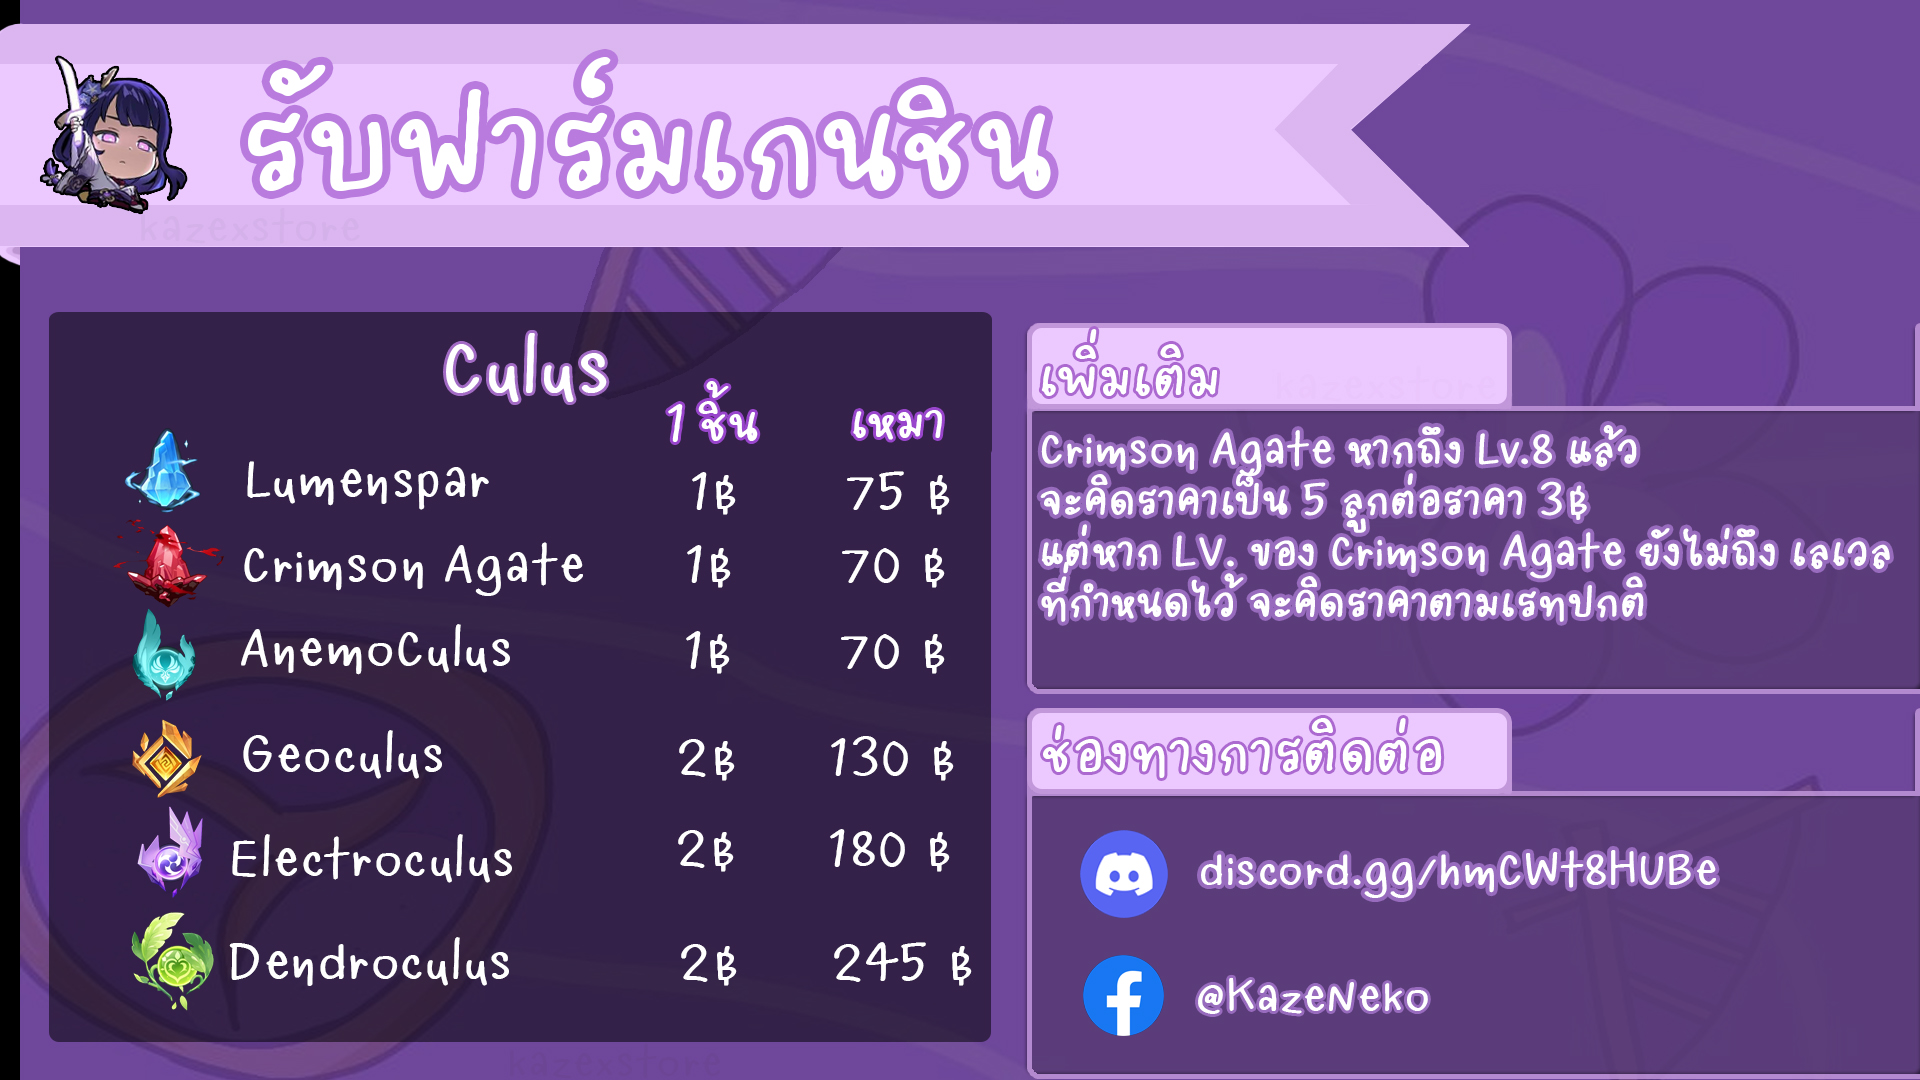 รับฟาร์มเกนชิน
kazexstore
Culus
1 ชิ้น เหมา
Lumenspar 1฿ 75 ฿
Crimson Agate 1฿ 70 ฿
AnemoCulus 1฿ 70 ฿
Geoculus 2฿ 130 ฿
Electroculus 2฿ 180 ฿
Dendroculus 2฿ 245 ฿
kazexstore
เพิ่มเติม
kazexstore
Crimson Agate หากถึง Lv.8 แล้ว
จะคิดราคาเป็น 5 ลูกต่อราคา 3฿
แต่หาก LV. ของ Crimson Agate ยังไม่ถึง เลเวล
ที่กำหนดไว้ จะคิดราคาตามเรทปกติ
ช่องทางการติดต่อ
discord.gg/hmCWt8HUBe
@KazeNeko